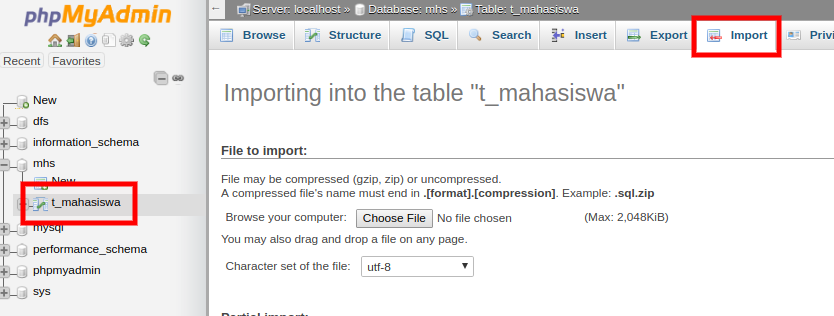 phpMyAdmin
Recent Favorites
New
dfs
information_schema
mhs
New
t_mahasiswa
mysql
performance_schema
phpmyadmin
sys
Server: localhost » Database: mhs » Table: t_mahasiswa
Browse Structure SQL Search Insert Export Import Privi
Importing into the table "t_mahasiswa"
File to import:
File may be compressed (gzip, zip) or uncompressed.
A compressed file's name must end in .[format].[compression]. Example: .sql.zip
Browse your computer: Choose File No file chosen (Max: 2,048KiB)
You may also drag and drop a file on any page.
Character set of the file: utf-8
Partial import: